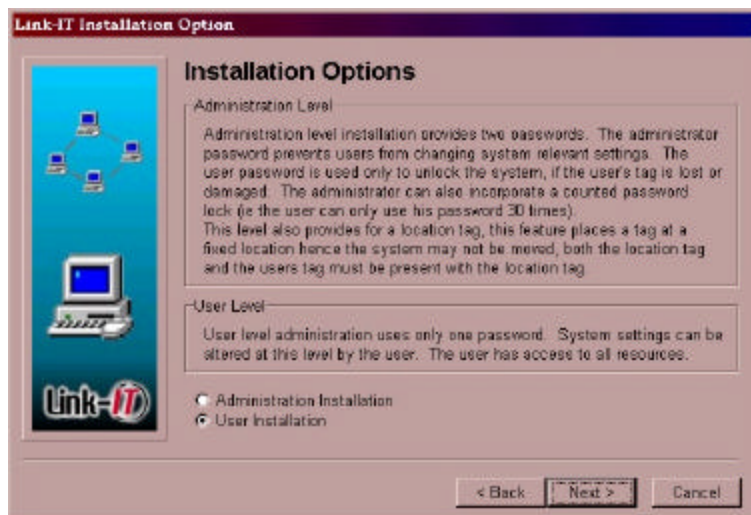 Link-IT Installation Option
Installation Options
Administration Level
Administration level installation provides two passwords. The administrator
password prevents users from changing system relevant settings. The
user password is used only to unlock the system, if the user's tag is lost or
damaged. The administrator can also incorporate a counted password
lock (ie the user can only use his password 30 times).
This level also provides for a location tag, this feature places a tag at a
fixed location hence the system may not be moved, both the location tag
and the users tag must be present with the location tag.
User Level
User level administration uses only one password. System settings can be
altered at this level by the user. The user has access to all resources.
Link-IT
Administration Installation
User Installation
< Back
Next >
Cancel